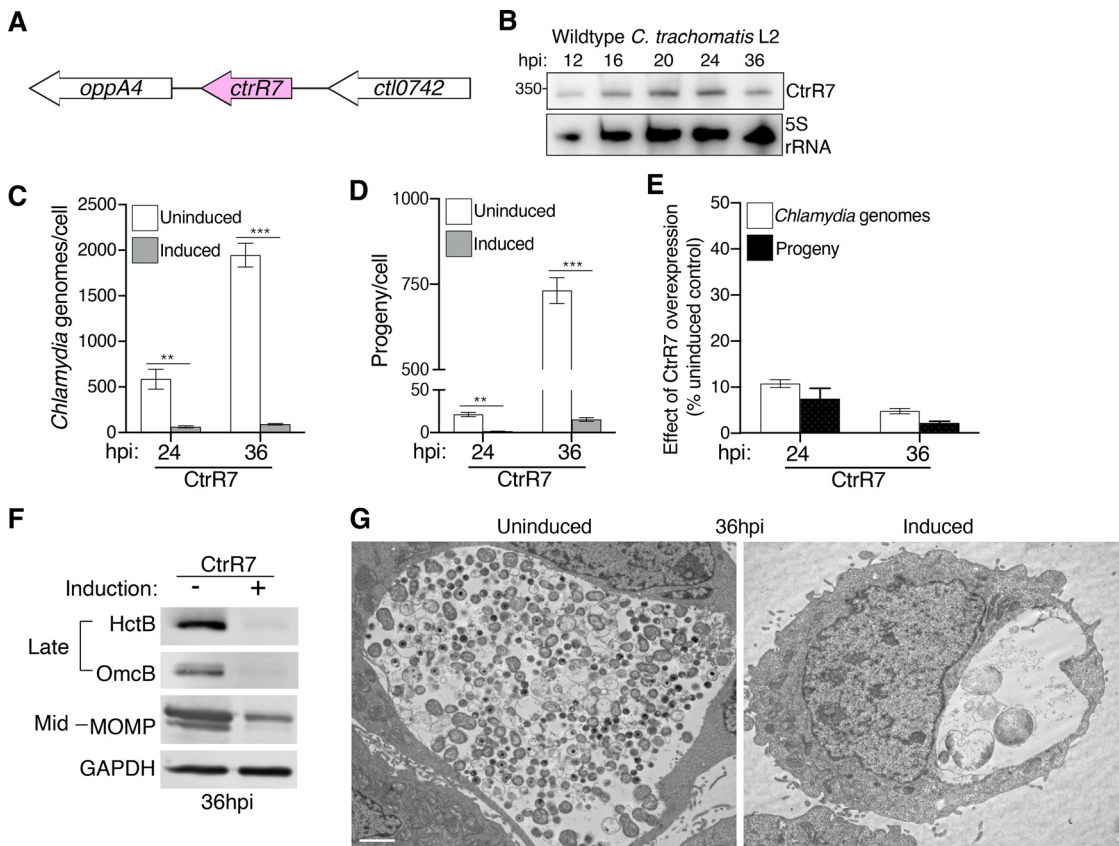 A
oppA4
ctrR7
ctl0742
B
Wildtype C. trachomatis L2
hpi: 12 16 20 24 36
350-
CtrR7
5S
rRNA
C
Chlamydia genomes/cell
2500
2000
1500
1000
500
0
Uninduced
Induced
**
***
hpi: 24 36
CtrR7
D
Progeny/cell
1000
750
500
50
0
Uninduced
Induced
**
***
hpi: 24 36
CtrR7
E
Effect of CtrR7 overexpression
(% uninduced control)
50
40
30
20
10
0
Chlamydia genomes
Progeny
hpi: 24 36
CtrR7
F
CtrR7
Induction: - +
Late
HctB
OmcB
Mid –MOMP
GAPDH
36hpi
G
Uninduced 36hpi Induced